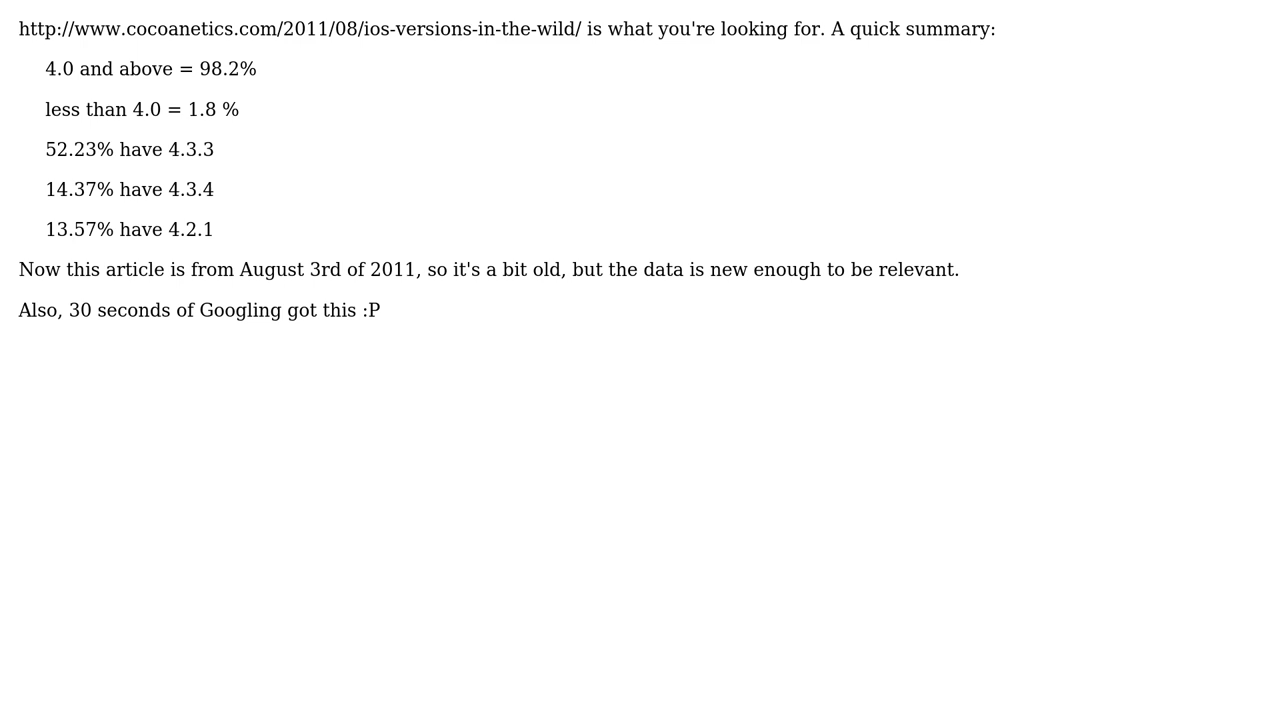 http://www.cocoanetics.com/2011/08/ios-versions-in-the-wild/ is what you're looking for. A quick summary:
4.0 and above = 98.2%
less than 4.0 = 1.8 %
52.23% have 4.3.3
14.37% have 4.3.4
13.57% have 4.2.1
Now this article is from August 3rd of 2011, so it's a bit old, but the data is new enough to be relevant.
Also, 30 seconds of Googling got this :P